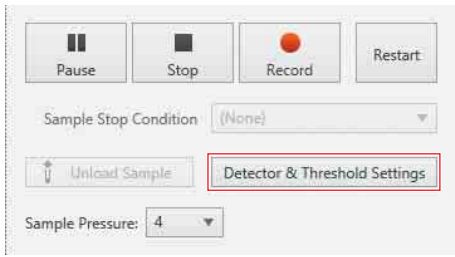 Pause Stop Record Restart
Sample Stop Condition (None)
Unload Sample Detector & Threshold Settings
Sample Pressure: 4